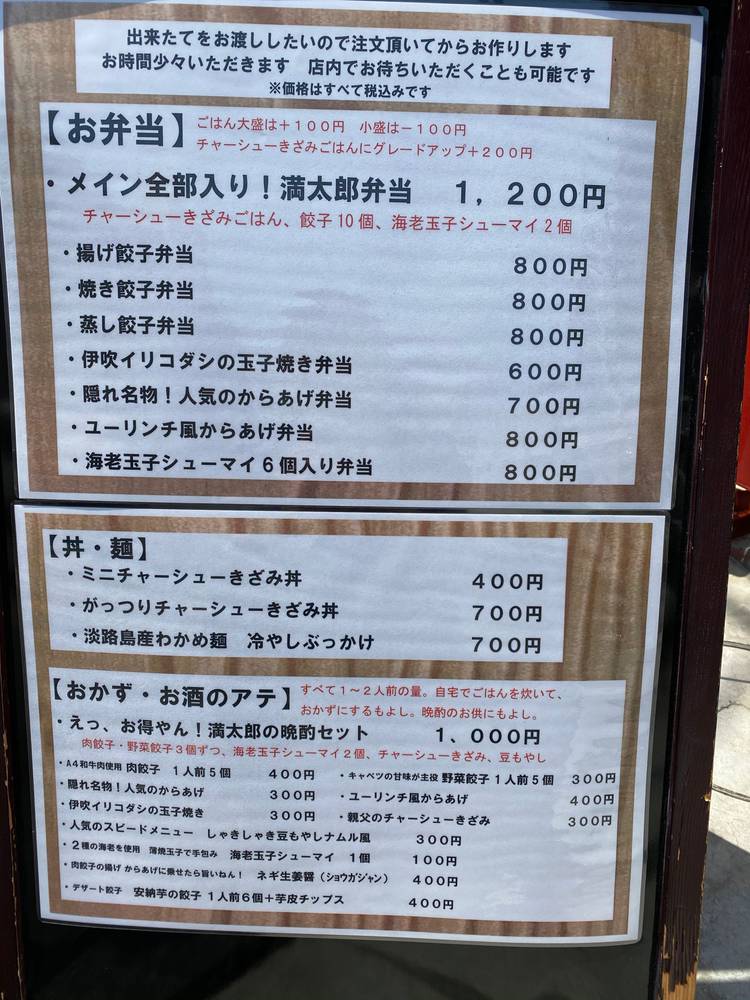 出来たてをお渡ししたいので注文頂いてからお作りします
お時間少々いただきます　店内でお待ちいただくことも可能です
※価格はすべて税込みです
【お弁当】ごはん大盛は＋１００円　小盛は－１００円
チャーシューきざみごはんにグレードアップ＋２００円
・メイン全部入り！満太郎弁当　１，２００円
チャーシューきざみごはん、餃子10個、海老玉子シューマイ２個
・揚げ餃子弁当　８００円
・焼き餃子弁当　８００円
・蒸し餃子弁当　８００円
・伊吹イリコダシの玉子焼き弁当　６００円
・隠れ名物！人気のからあげ弁当　７００円
・ユーリンチ風からあげ弁当　８００円
・海老玉子シューマイ６個入り弁当　８００円
【丼・麺】
・ミニチャーシューきざみ丼　４００円
・がっつりチャーシューきざみ丼　７００円
・淡路島産わかめ麺　冷やしぶっかけ　７００円
【おかず・お酒のアテ】すべて１～２人前の量。自宅でごはんを炊いて、
おかずにするもよし。晩酌のお供にもよし。
・えっ、お得やん！満太郎の晩酌セット　１，０００円
肉餃子・野菜餃子３個ずつ、海老玉子シューマイ２個、チャーシューきざみ、豆もやし
・A4和牛肉使用 肉餃子　１人前５個　４００円　・キャベツの甘味が主役 野菜餃子１人前５個　３００円
・隠れ名物！人気のからあげ　３００円　・ユーリンチ風からあげ　４００円
・伊吹イリコダシの玉子焼き　３００円　・親父のチャーシューきざみ　３００円
・人気のスピードメニュー　しゃきしゃき豆もやしナムル風　３００円
・２種の海老を使用　薄焼玉子で手包み　海老玉子シューマイ　１個　１００円
・肉餃子の揚げ からあげに乗せたら旨いねん！　ネギ生姜醤（ショウガジャン）　４００円
・デザート餃子　安納芋の餃子１人前６個＋芋皮チップス　４００円